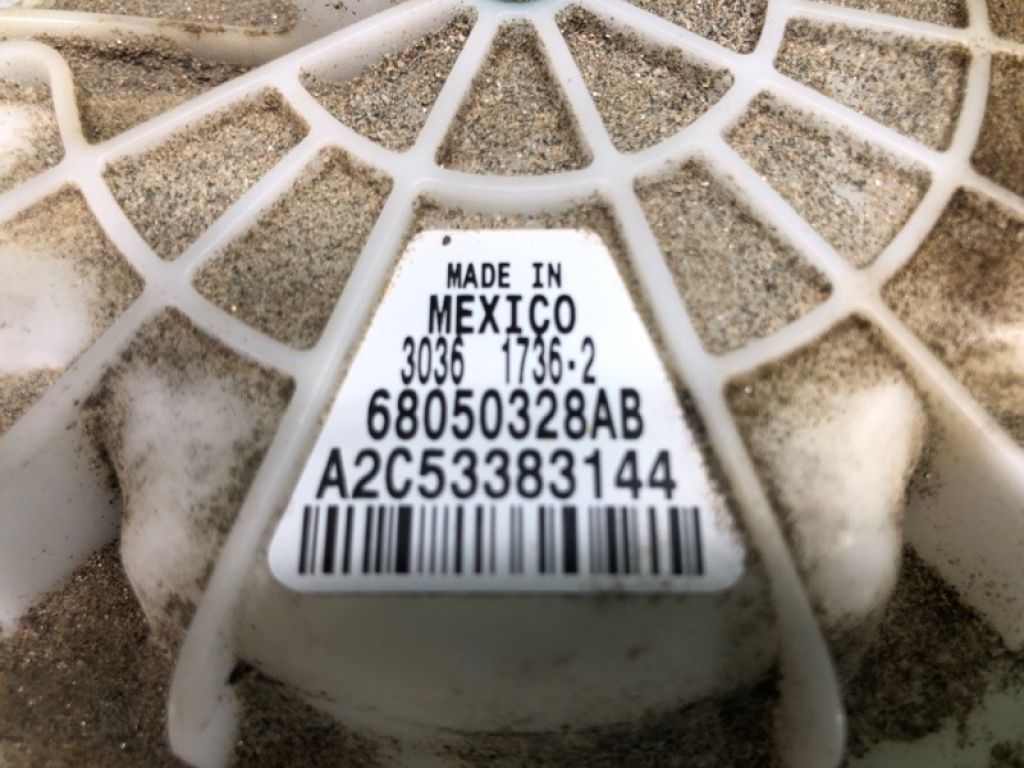 MADE IN
MEXICO
3036 1736-2
68050328AB
A2C53383144